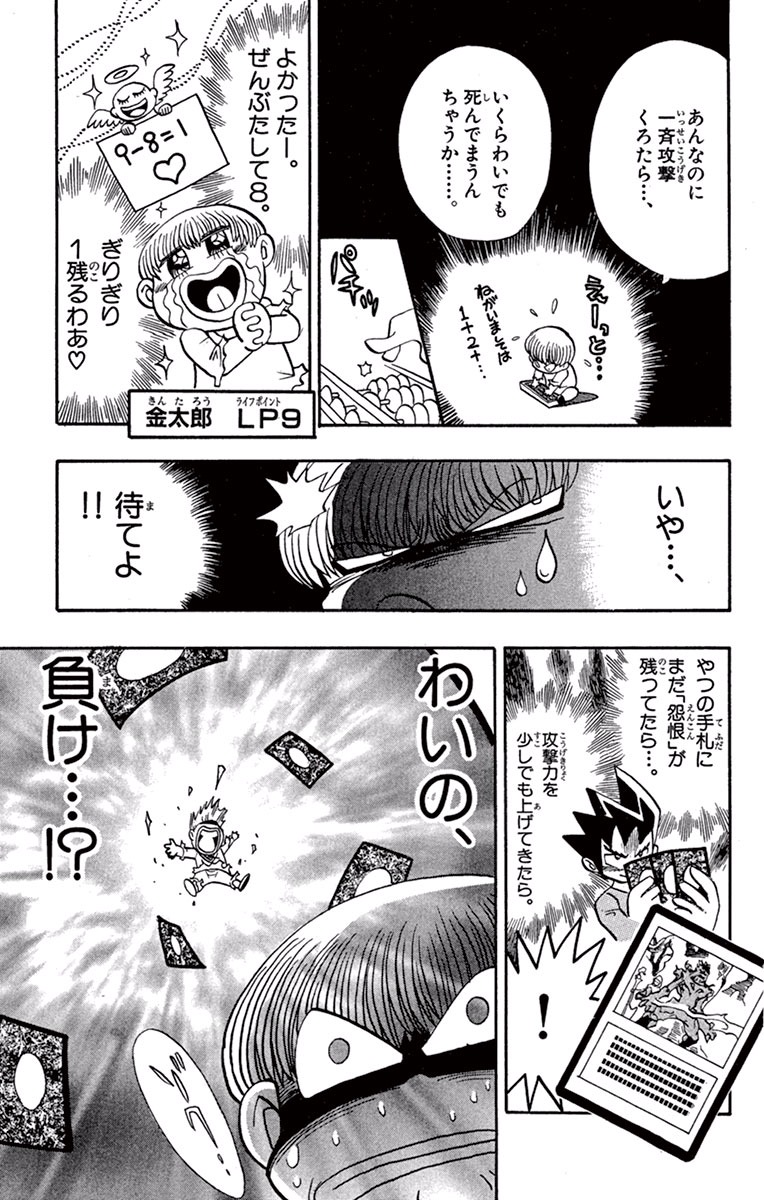 あんなのに
一斉攻撃
くろたら…、
いくらわいでも
死んでまうん
ちゃうか……。
えーっと…
ねがいましては
1+2+…
パチッ
よかったー。
ぜんぶたして8。
9-8=1
♡
ぎりぎり
1残るわあ♡
金太郎 LP9
いや…、
待てよ
!!
やつの手札に
まだ「怨恨」が
残ってたら…。
攻撃力を
少しでも上げてきたら。
!
わいの、
負け…!?